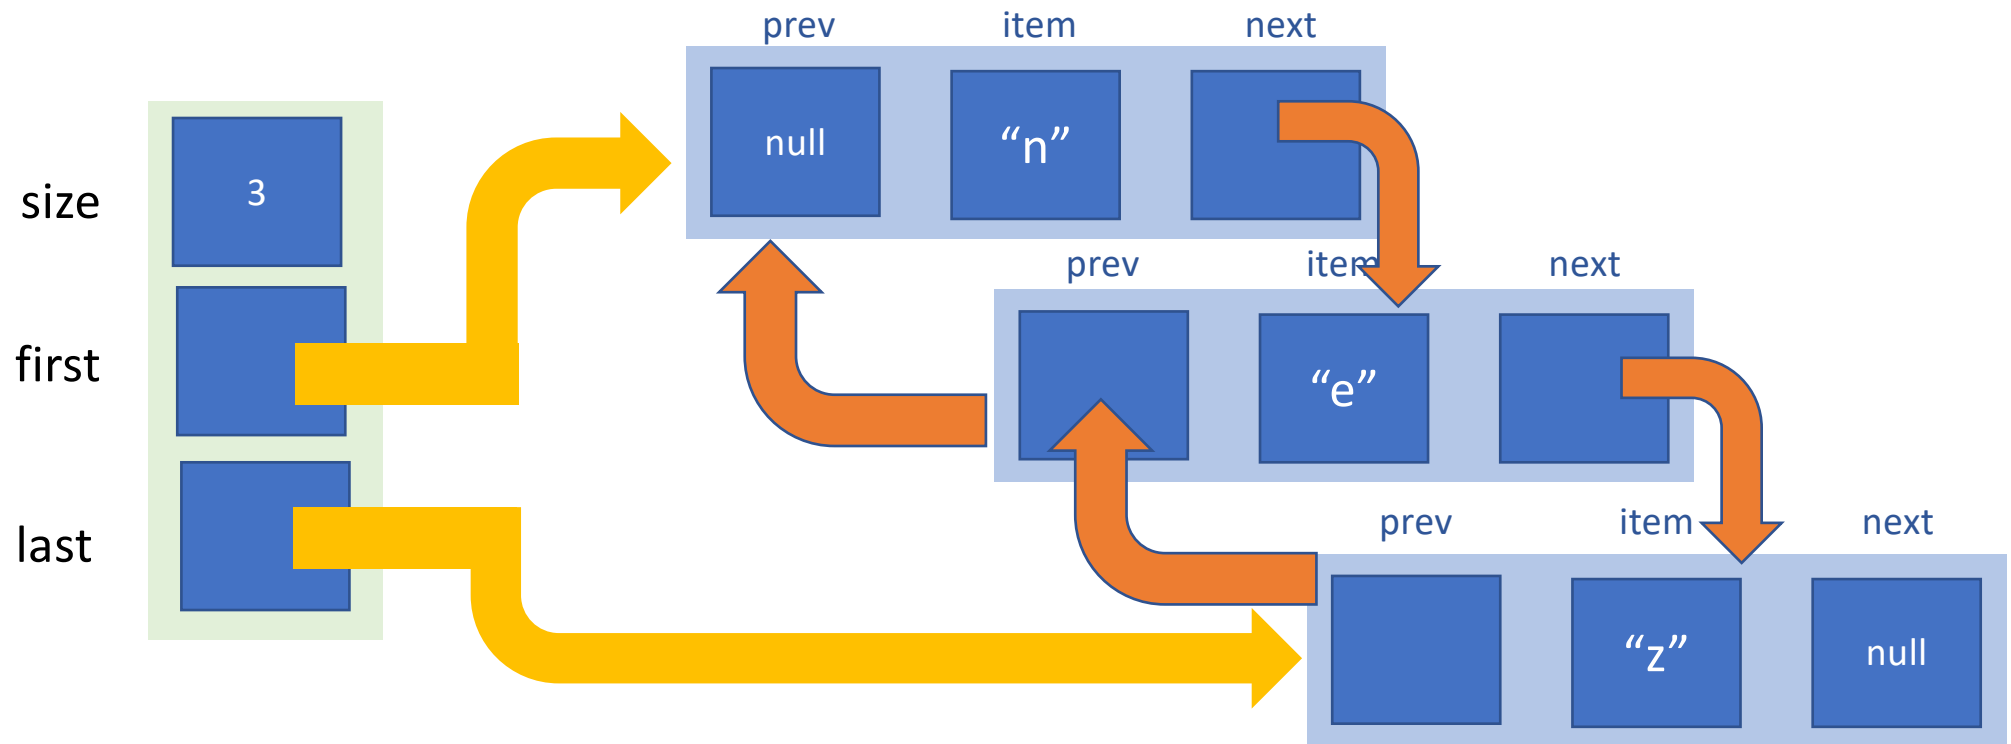 prev item next
null “n”
size 3
prev item next
first
“e”
prev item next
last
“z” null